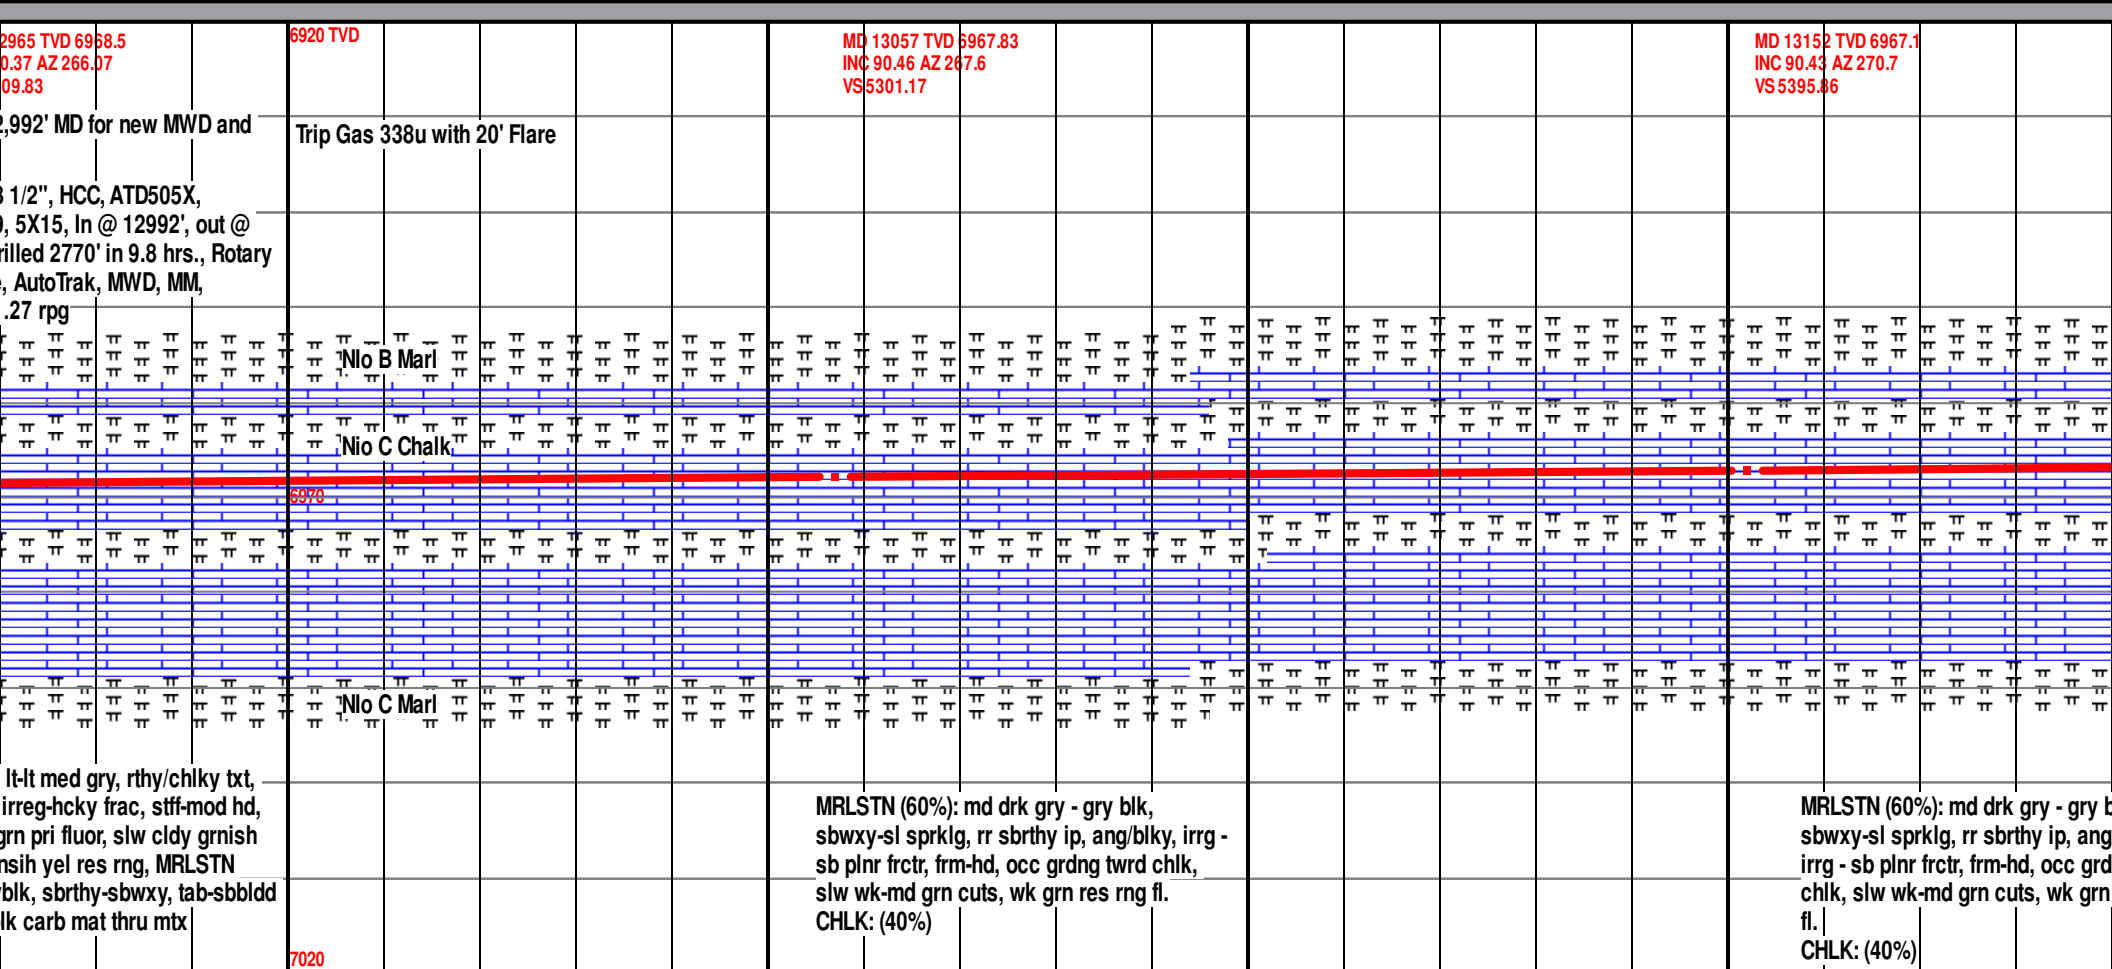 2965 TVD 6968.5
0.37 AZ 266.07
09.83
6920 TVD
MD 13057 TVD 6967.83
INC 90.46 AZ 267.6
VS 5301.17
MD 13152 TVD 6967.1
INC 90.43 AZ 270.7
VS 5395.86
2,992' MD for new MWD and
Trip Gas 338u with 20' Flare
3 1/2", HCC, ATD505X,
, 5X15, In @ 12992', out @
rilled 2770' in 9.8 hrs., Rotary
, AutoTrak, MWD, MM,
.27 rpg
NIo B Marl
Nio C Chalk
6970
NIo C Marl
lt-lt med gry, rthy/chlky txt,
irreg-hcky frac, stff-mod hd,
grn pri fluor, slw cldy grnish
nsih yel res rng, MRLSTN
blk, sbrthy-sbwxy, tab-sbbldd
lk carb mat thru mtx
7020
MRLSTN (60%): md drk gry - gry blk,
sbwxy-sl sprklg, rr sbrthy ip, ang/blky, irrg -
sb plnr frctr, frm-hd, occ grdng twrd chlk,
slw wk-md grn cuts, wk grn res rng fl.
CHLK: (40%)
MRLSTN (60%): md drk gry - gry b
sbwxy-sl sprklg, rr sbrthy ip, ang
irrg - sb plnr frctr, frm-hd, occ grd
chlk, slw wk-md grn cuts, wk grn
fl.
CHLK: (40%)